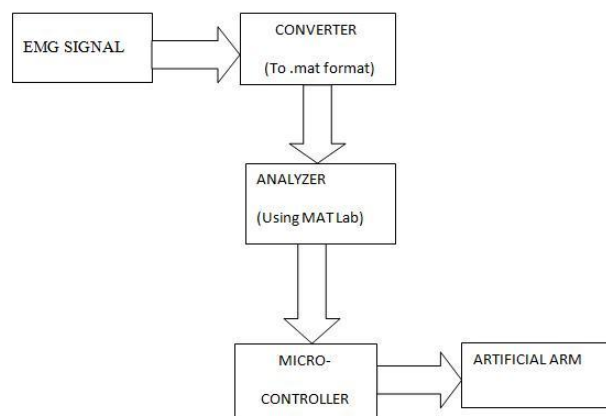 EMG SIGNAL
CONVERTER
(To .mat format)
ANALYZER
(Using MAT Lab)
MICRO-
CONTROLLER
ARTIFICIAL ARM